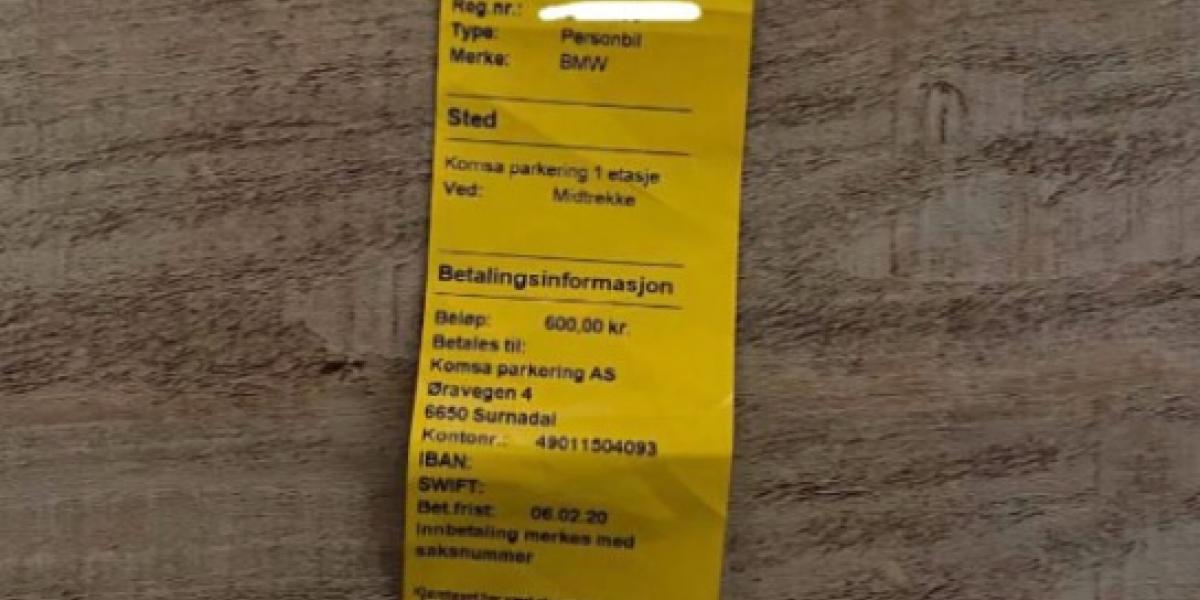 Reg.nr.:
Type: Personbil
Merke: BMW
Sted
Komsa parkering 1 etasje
Ved: Midtrekke
Betalingsinformasjon
Beløp: 600,00 kr.
Betales til:
Komsa parkering AS
Øravegen 4
6650 Surnadal
Kontonr.: 49011504093
IBAN:
SWIFT:
Bet.frist: 06.02.20
Innbetaling merkes med
saksnummer